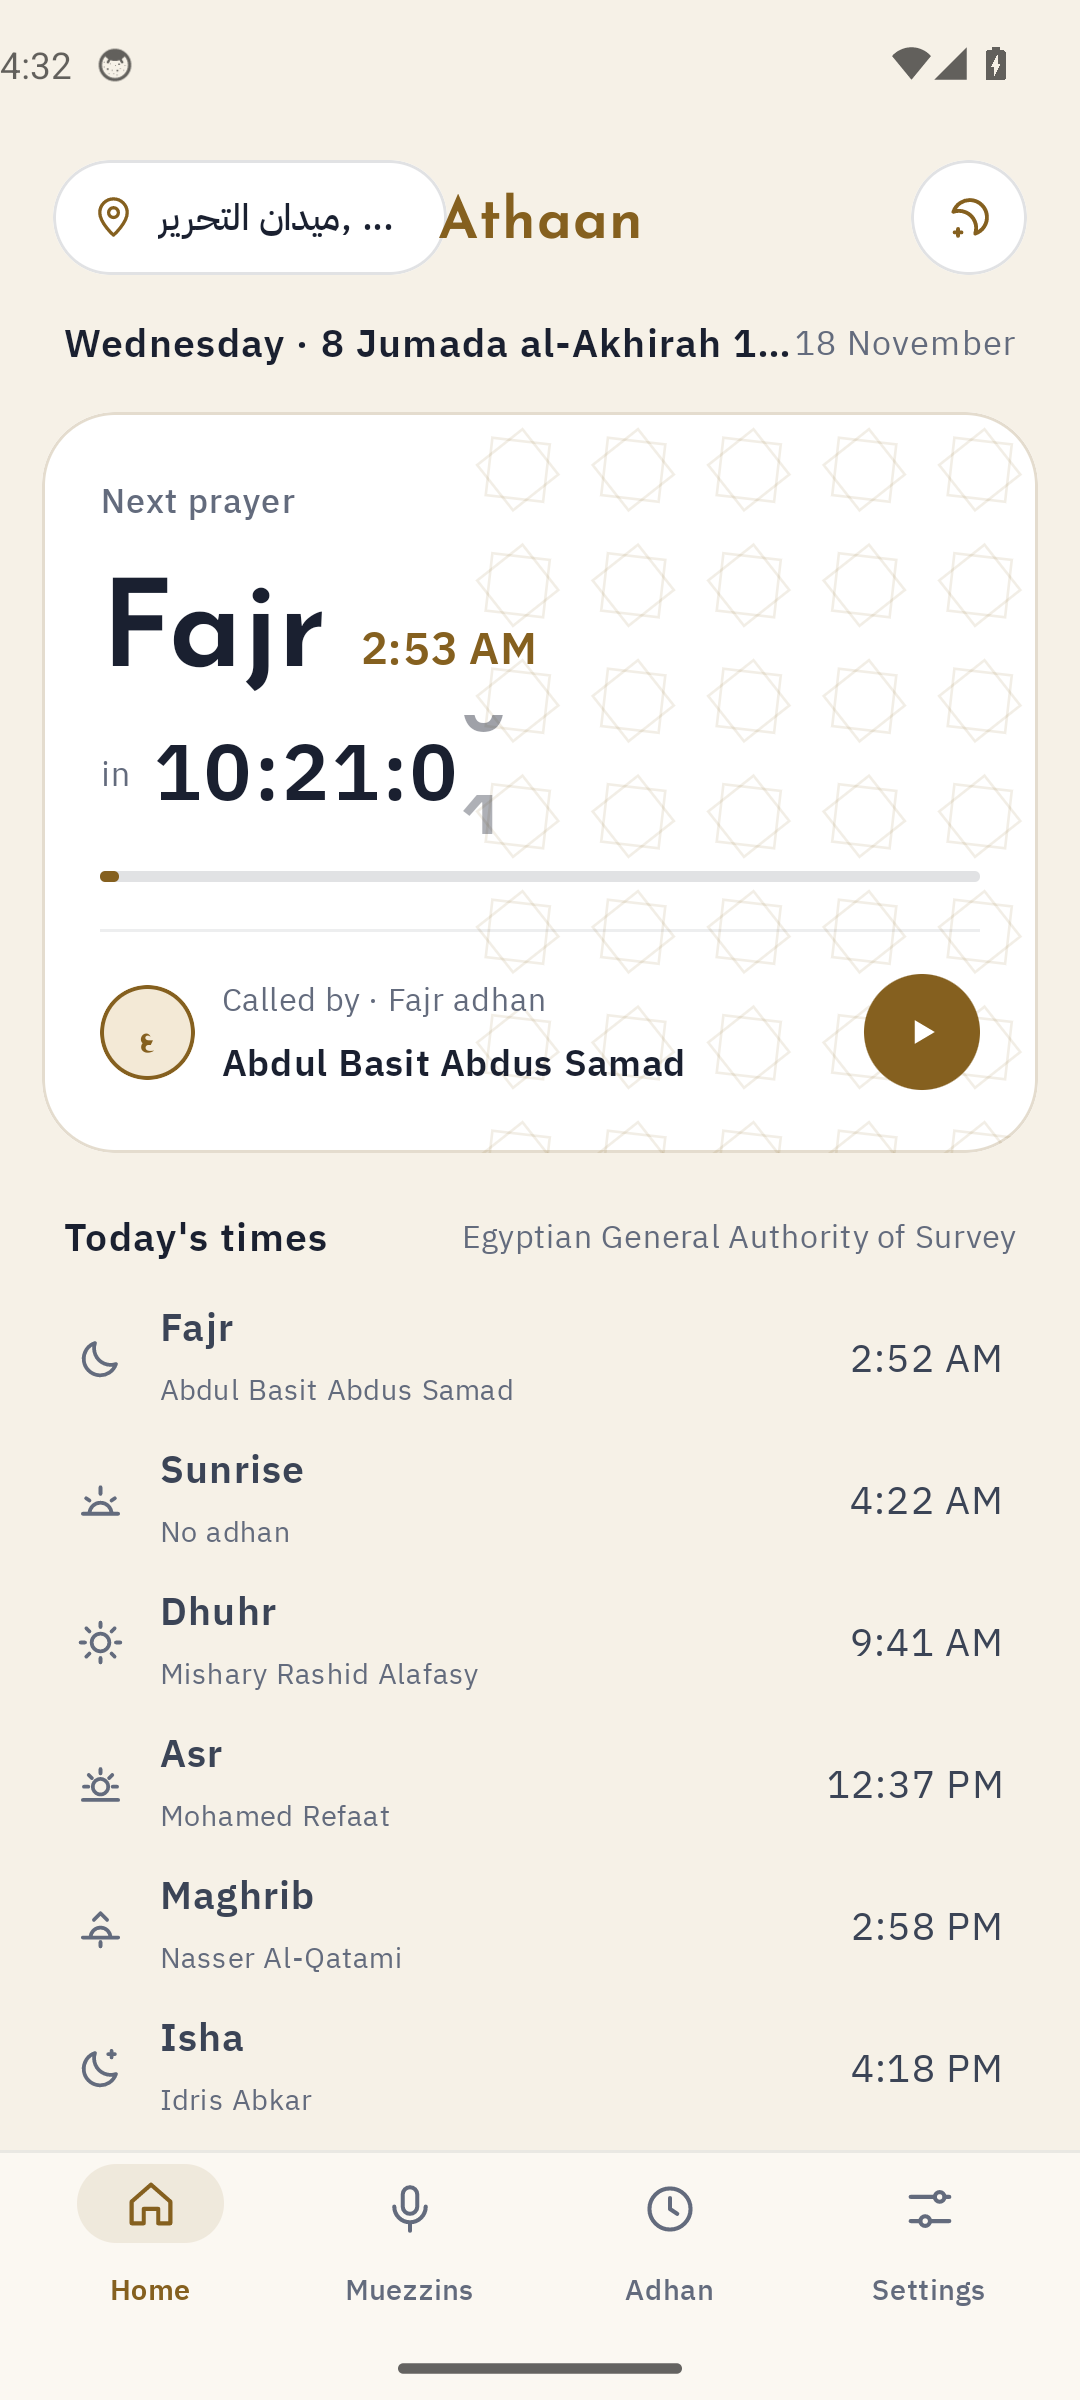 4:32
ميدان التحرير, ...
Athaan
Wednesday · 8 Jumada al-Akhirah 1...
18 November
Next prayer
Fajr 2:53 AM
in 10:21:0
ع
Called by · Fajr adhan
Abdul Basit Abdus Samad
Today's times
Egyptian General Authority of Survey
Fajr
Abdul Basit Abdus Samad
2:52 AM
Sunrise
No adhan
4:22 AM
Dhuhr
Mishary Rashid Alafasy
9:41 AM
Asr
Mohamed Refaat
12:37 PM
Maghrib
Nasser Al-Qatami
2:58 PM
Isha
Idris Abkar
4:18 PM
Home
Muezzins
Adhan
Settings